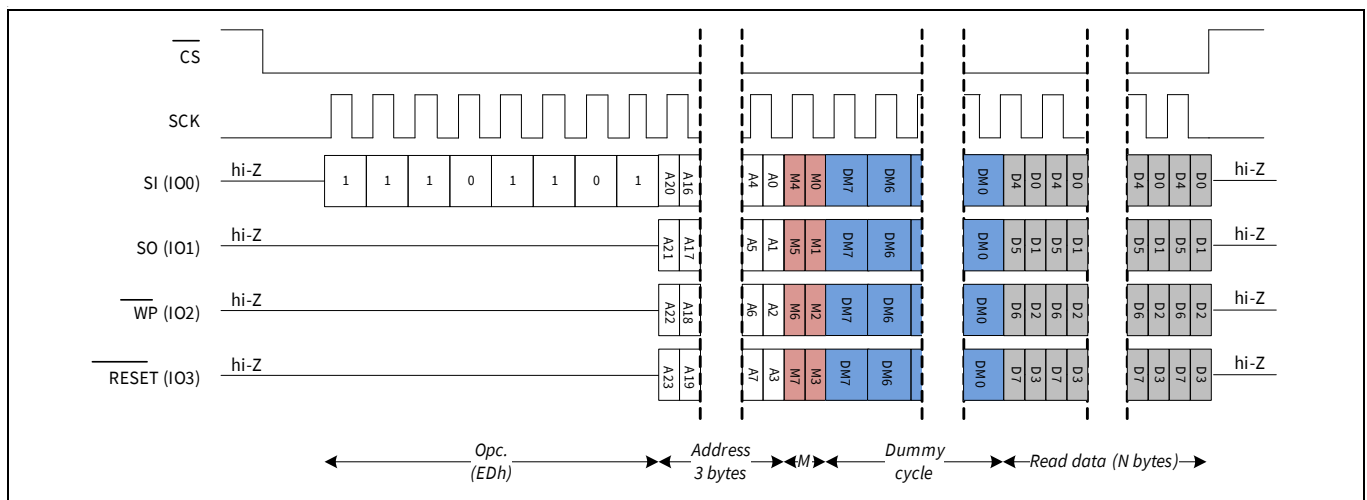 CS
SCK
SI (IO0) hi-Z 1 1 1 0 1 1 0 1 A20 A16 A4 A0 M4 M0 DM7 DM6 DM0 D4 D0 D4 D0 D4 D0 D4 D0 hi-Z
SO (IO1) hi-Z A21 A17 A5 A1 M5 M1 DM7 DM6 DM0 D5 D1 D5 D1 D5 D1 D5 D1 hi-Z
WP (IO2) hi-Z A22 A18 A6 A2 M6 M2 DM7 DM6 DM0 D6 D2 D6 D2 D6 D2 D6 D2 hi-Z
RESET (IO3) hi-Z A23 A19 A7 A3 M7 M3 DM7 DM6 DM0 D7 D3 D7 D3 D7 D3 D7 D3 hi-Z
Opc. Address M Dummy Read data (N bytes)
(EDh) 3 bytes cycle